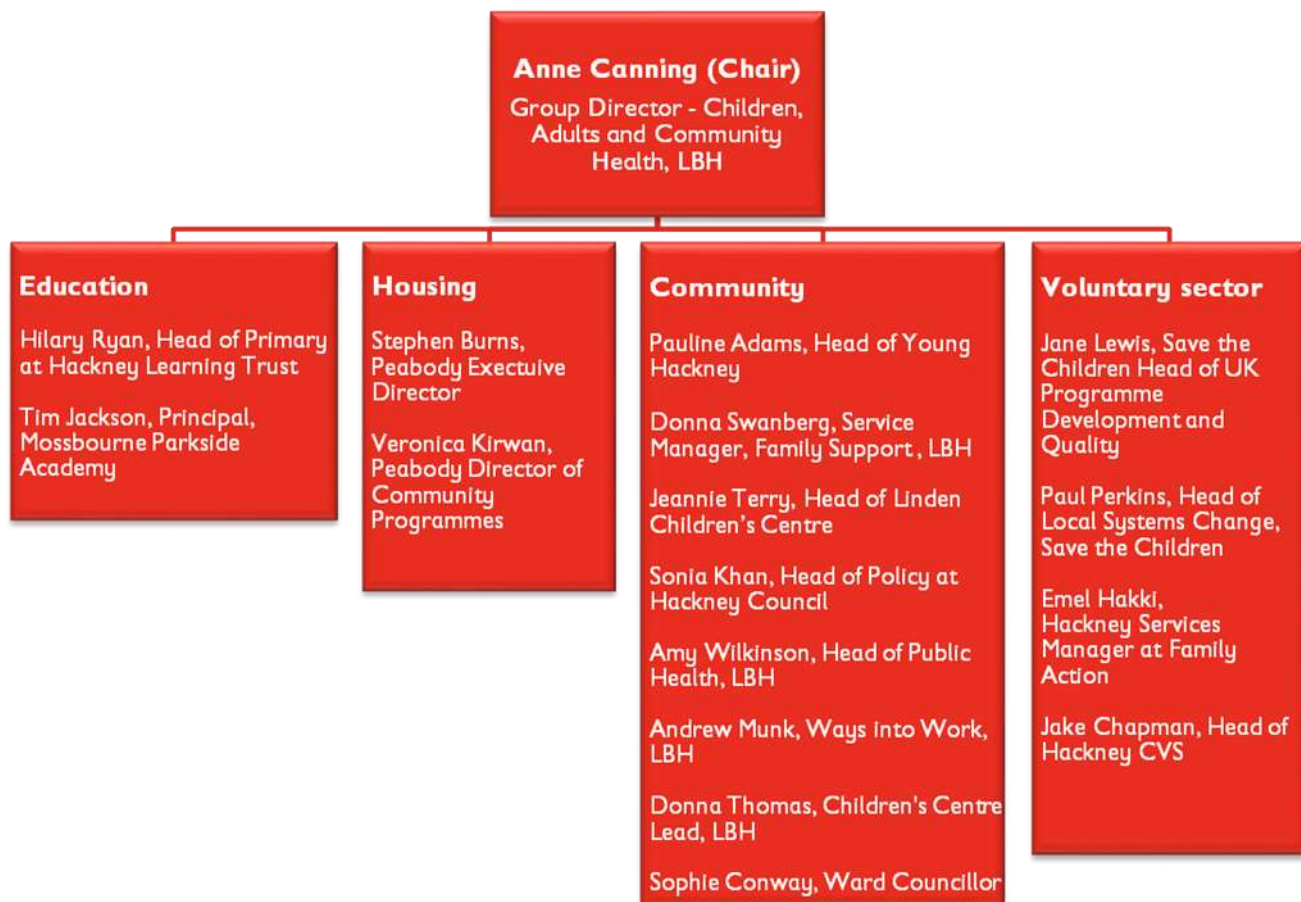 Anne Canning (Chair)
Group Director - Children,
Adults and Community
Health, LBH
Education
Hilary Ryan, Head of Primary
at Hackney Learning Trust
Tim Jackson, Principal,
Mossbourne Parkside
Academy
Housing
Stephen Burns,
Peabody Exectuive
Director
Veronica Kirwan,
Peabody Director of
Community
Programmes
Community
Pauline Adams, Head of Young
Hackney
Donna Swanberg, Service
Manager, Family Support , LBH
Jeannie Terry, Head of Linden
Children’s Centre
Sonia Khan, Head of Policy at
Hackney Council
Amy Wilkinson, Head of Public
Health, LBH
Andrew Munk, Ways into Work,
LBH
Donna Thomas, Children's Centre
Lead, LBH
Sophie Conway, Ward Councillor
Voluntary sector
Jane Lewis, Save the
Children Head of UK
Programme
Development and
Quality
Paul Perkins, Head of
Local Systems Change,
Save the Children
Emel Hakki,
Hackney Services
Manager at Family
Action
Jake Chapman, Head of
Hackney CVS